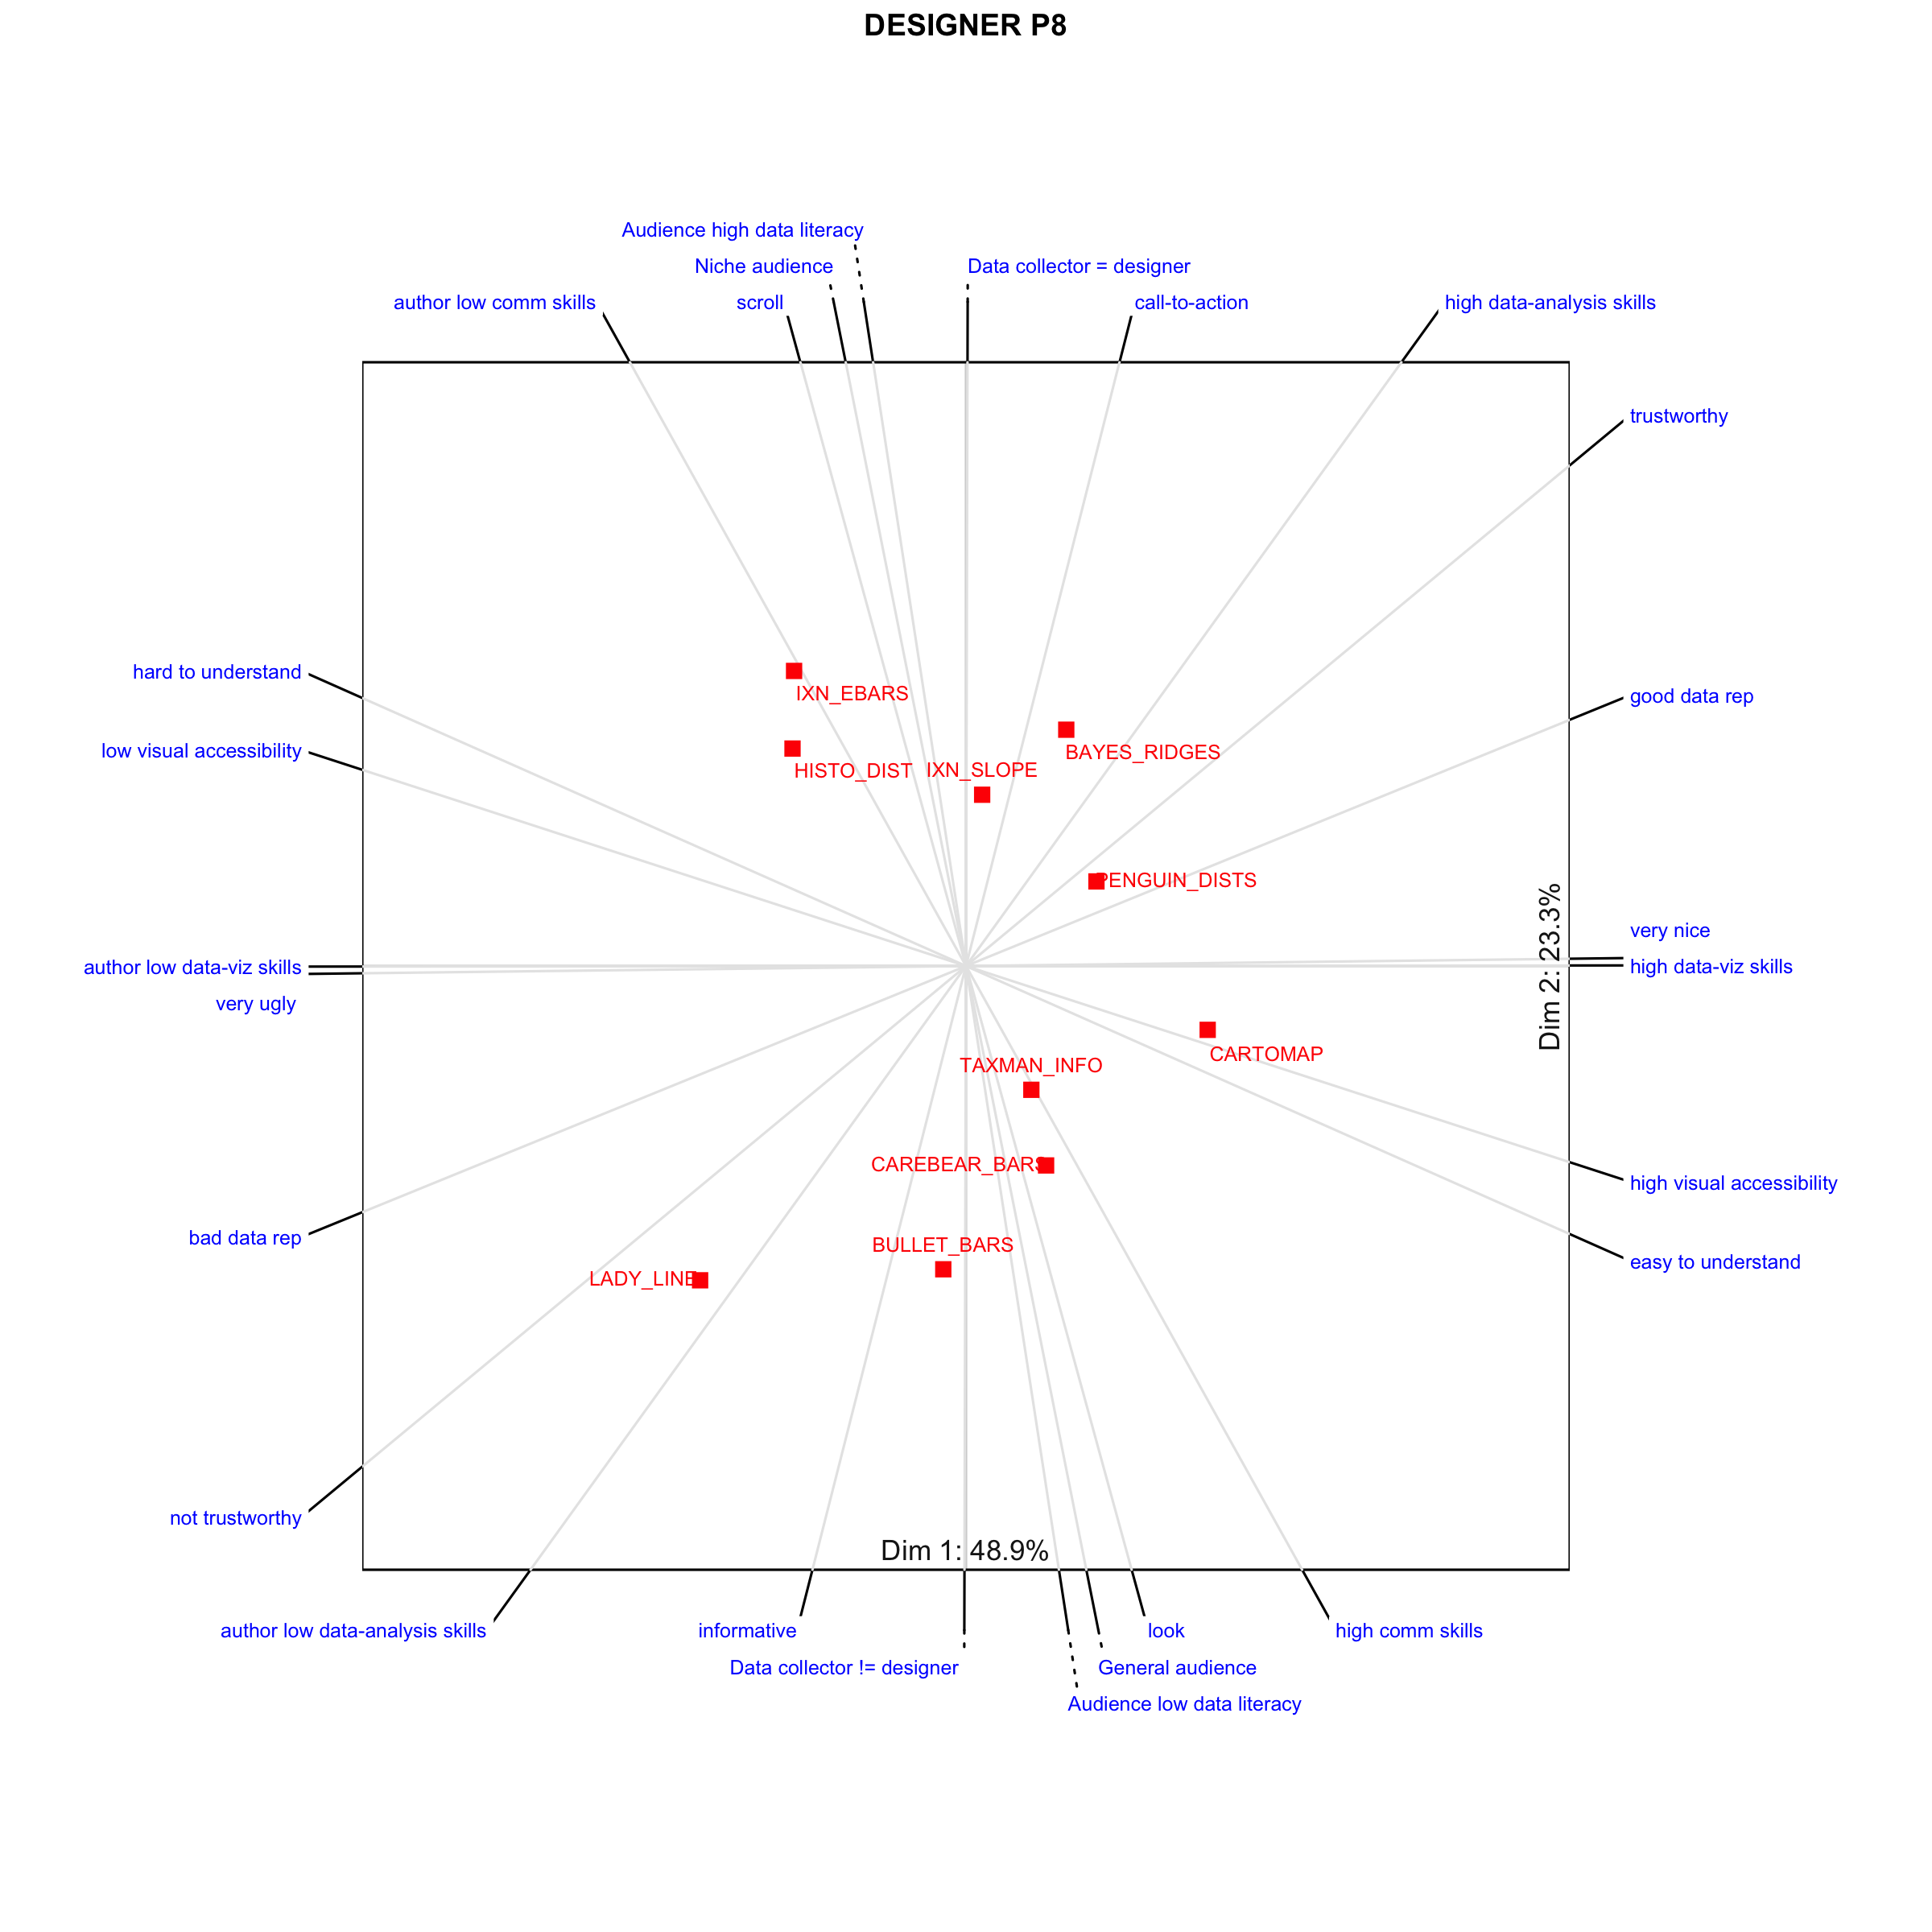 DESIGNER P8
Audience high data literacy
Niche audience
Data collector = designer
author low comm skills
scroll
call-to-action
high data-analysis skills
trustworthy
hard to understand
IXN_EBARS
good data rep
low visual accessibility
BAYES_RIDGES
HISTO_DIST
IXN_SLOPE
PENGUIN_DISTS
very nice
author low data-viz skills
high data-viz skills
Dim 2: 23.3%
very ugly
CARTOMAP
TAXMAN_INFO
CAREBEAR_BARS
high visual accessibility
bad data rep
BULLET_BARS
easy to understand
LADY_LINE
not trustworthy
Dim 1: 48.9%
author low data-analysis skills
informative
look
high comm skills
Data collector != designer
General audience
Audience low data literacy